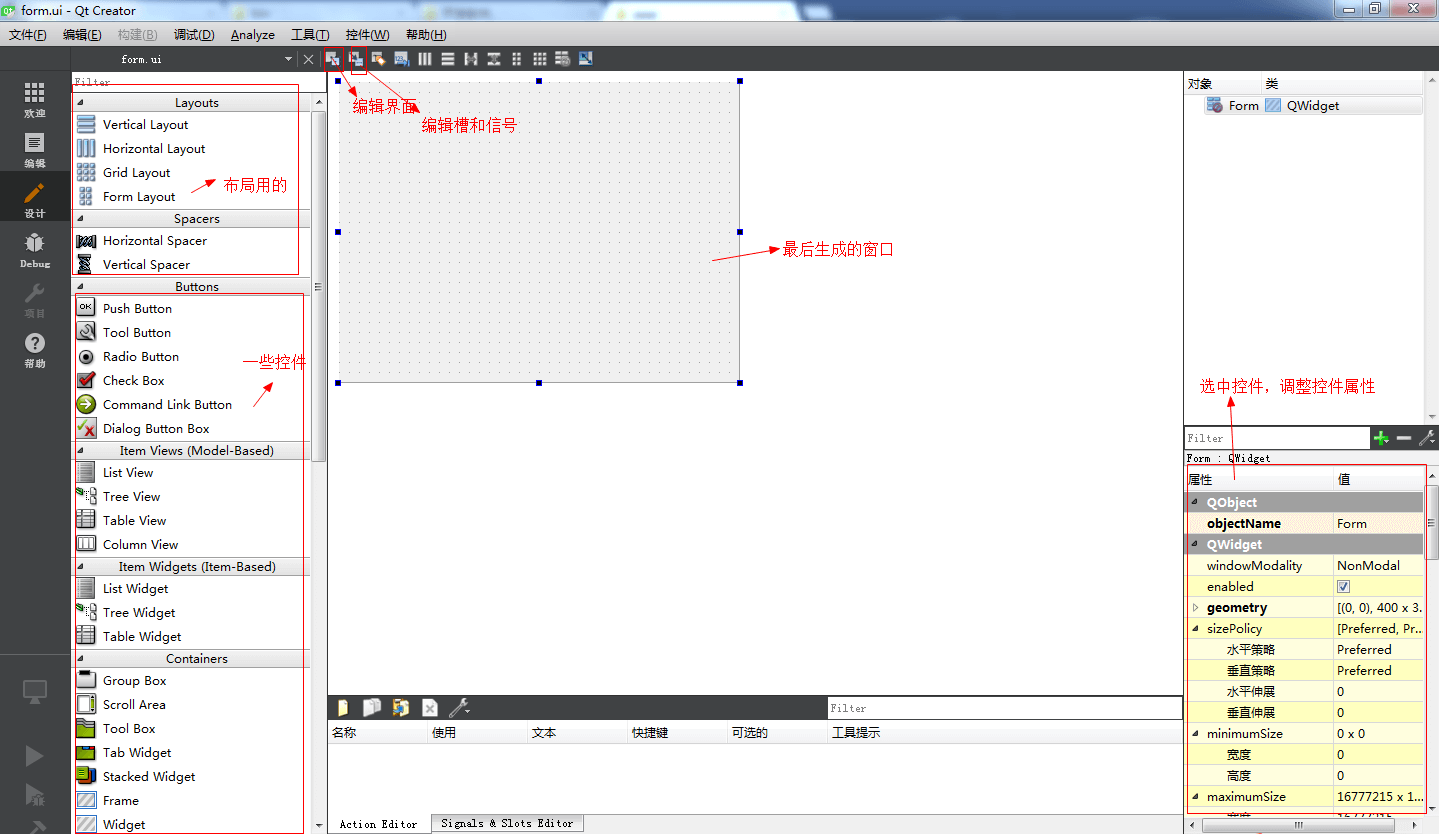 form.ui - Qt Creator
文件(F) 编辑(E) 构建(B) 调试(D) Analyze 工具(T) 控件(W) 帮助(H)
form.ui
欢迎
编辑
设计
Debug
项目
帮助
Filter
Layouts
Vertical Layout
Horizontal Layout
Grid Layout
Form Layout
布局用的
Spacers
Horizontal Spacer
Vertical Spacer
Buttons
OK Push Button
Tool Button
Radio Button
一些控件
Check Box
Command Link Button
Dialog Button Box
Item Views (Model-Based)
List View
Tree View
Table View
Column View
Item Widgets (Item-Based)
List Widget
Tree Widget
Table Widget
Containers
Group Box
Scroll Area
Tool Box
Tab Widget
Stacked Widget
Frame
Widget
编辑界面
编辑槽和信号
最后生成的窗口
Filter
名称 使用 文本 快捷键 可选的 工具提示
Action Editor Signals & Slots Editor
对象 类
Form QWidget
选中控件，调整控件属性
Filter
Form : QWidget
属性 值
QObject
objectName Form
QWidget
windowModality NonModal
enabled
geometry [(0, 0), 400 x 3...
sizePolicy [Preferred, Pr...
水平策略 Preferred
垂直策略 Preferred
水平伸展 0
垂直伸展 0
minimumSize 0 x 0
宽度 0
高度 0
maximumSize 16777215 x 1...